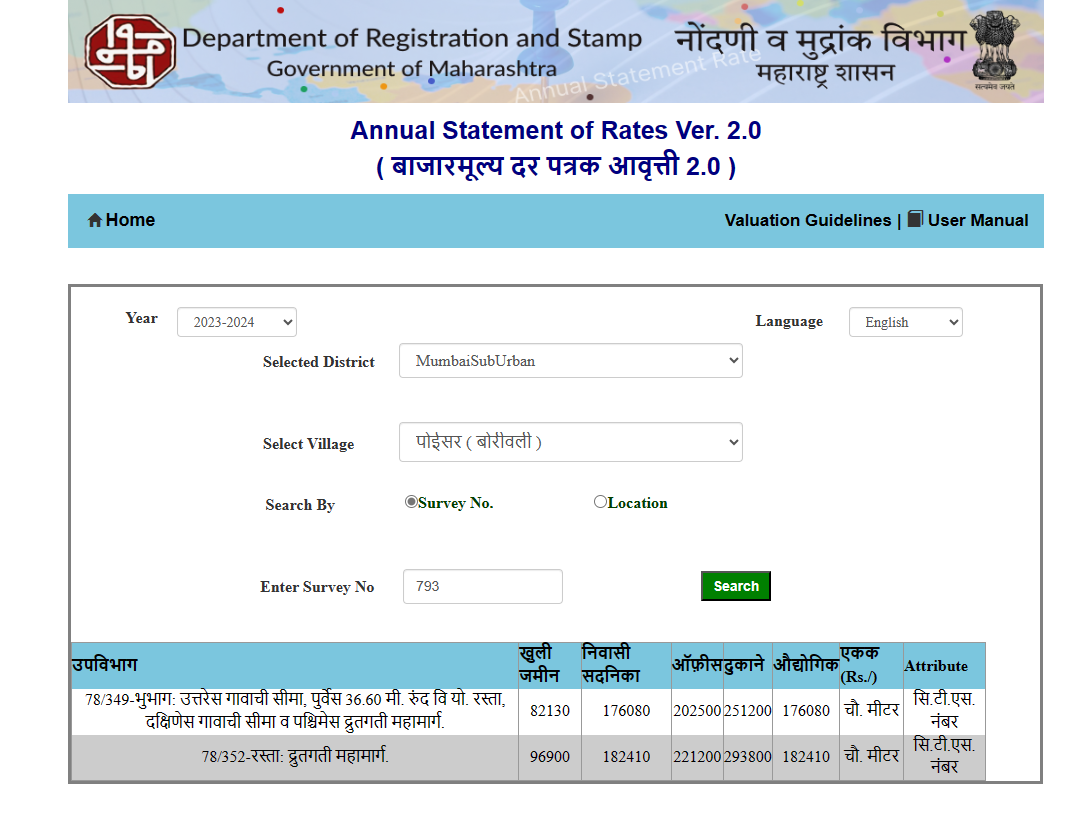 Department of Registration and Stamp
Government of Maharashtra
नोंदणी व मुद्रांक विभाग
महाराष्ट्र शासन
सत्यमेव जयते
Annual Statement Rate
Annual Statement of Rates Ver. 2.0
( बाजारमूल्य दर पत्रक आवृत्ती 2.0 )
Home Valuation Guidelines | User Manual
Year 2023-2024 Language English
Selected District MumbaiSubUrban
Select Village पोईसर ( बोरीवली )
Search By Survey No. Location
Enter Survey No 793 Search
उपविभाग खुली जमीन निवासी सदनिका ऑफ़ीस दुकाने औद्योगिक एकक (Rs./) Attribute
78/349-भुभाग: उत्तरेस गावाची सीमा, पुर्वेस 36.60 मी. रुंद वि यो. रस्ता,
दक्षिणेस गावाची सीमा व पश्चिमेस द्रुतगती महामार्ग. 82130 176080 202500 251200 176080 चौ. मीटर सि.टी.एस. नंबर
78/352-रस्ता: द्रुतगती महामार्ग. 96900 182410 221200 293800 182410 चौ. मीटर सि.टी.एस. नंबर